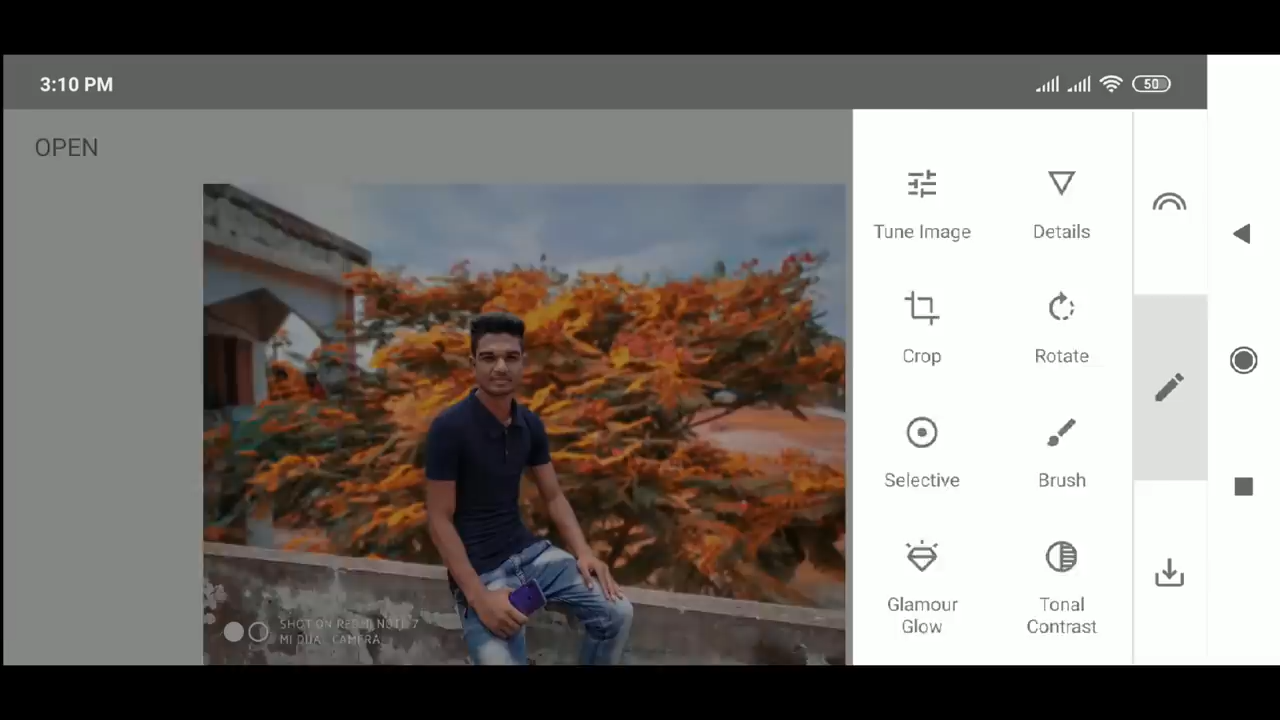 3:10 PM
50
OPEN
Tune Image
Details
Crop
Rotate
Selective
Brush
Glamour
Glow
Tonal
Contrast
SHOT ON REDMI NOTE 7
MI DUAL CAMERA